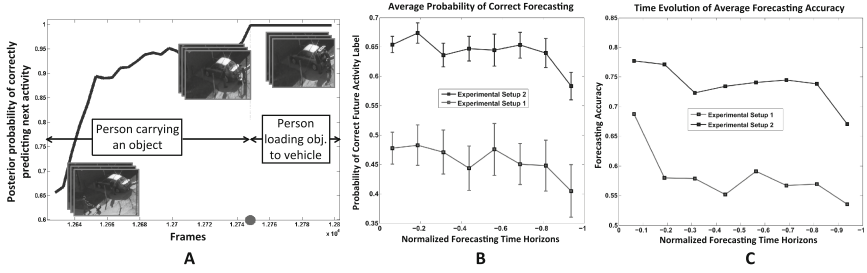 Posterior probability of correctly
predicting next activity
1
0.95
0.9
0.85
0.8
0.75
0.7
0.65
0.6
Person carrying
an object
Person
loading obj.
to vehicle
1.264
1.266
1.268
1.27
1.272
1.274
1.276
1.278
1.28
x 10⁴
Frames
A
Average Probability of Correct Forecasting
Probability of Correct Future Activity Label
0.7
0.65
0.6
0.55
0.5
0.45
0.4
0.35
Experimental Setup 2
Experimental Setup 1
0
−0.2
−0.4
−0.6
−0.8
−1
Normalized Forecasting Time Horizons
B
Time Evolution of Average Forecasting Accuracy
Forecasting Accuracy
0.85
0.8
0.75
0.7
0.65
0.6
0.55
0.5
Experimental Setup 1
Experimental Setup 2
0
−0.1
−0.2
−0.3
−0.4
−0.5
−0.6
−0.7
−0.8
−0.9
−1
Normalized Forecasting Time Horizons
C